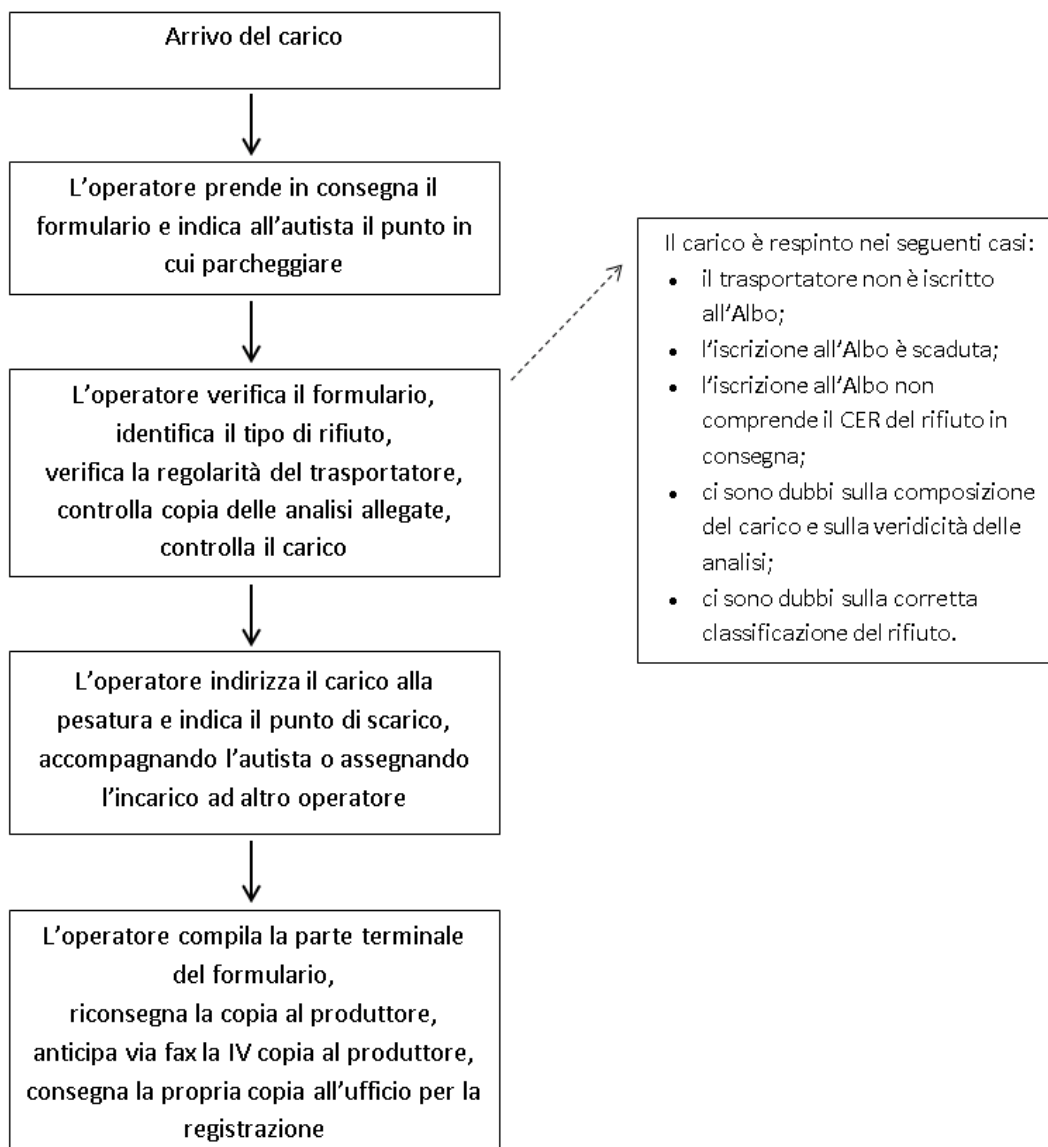 Arrivo del carico
L’operatore prende in consegna il
formulario e indica all’autista il punto in
cui parcheggiare
L’operatore verifica il formulario,
identifica il tipo di rifiuto,
verifica la regolarità del trasportatore,
controlla copia delle analisi allegate,
controlla il carico
Il carico è respinto nei seguenti casi:
• il trasportatore non è iscritto
all’Albo;
• l’iscrizione all’Albo è scaduta;
• l’iscrizione all’Albo non
comprende il CER del rifiuto in
consegna;
• ci sono dubbi sulla composizione
del carico e sulla veridicità delle
analisi;
• ci sono dubbi sulla corretta
classificazione del rifiuto.
L’operatore indirizza il carico alla
pesatura e indica il punto di scarico,
accompagnando l’autista o assegnando
l’incarico ad altro operatore
L’operatore compila la parte terminale
del formulario,
riconsegna la copia al produttore,
anticipa via fax la IV copia al produttore,
consegna la propria copia all’ufficio per la
registrazione